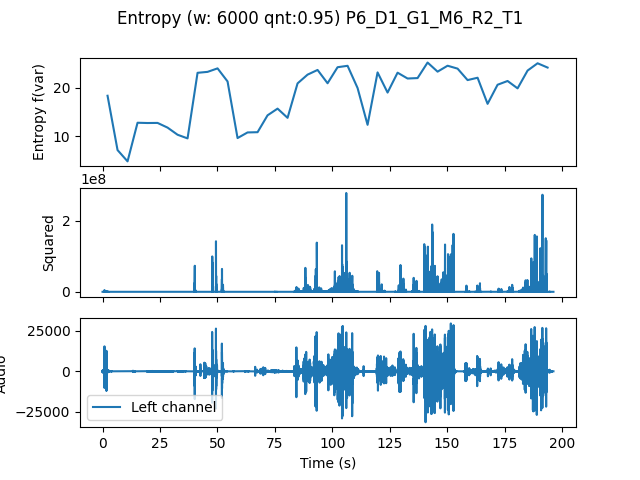 Entropy (w: 6000 qnt:0.95) P6_D1_G1_M6_R2_T1
Entropy f(var)
20
10
1e8
Squared
2
0
Audio
25000
0
−25000
Left channel
0 25 50 75 100 125 150 175 200
Time (s)